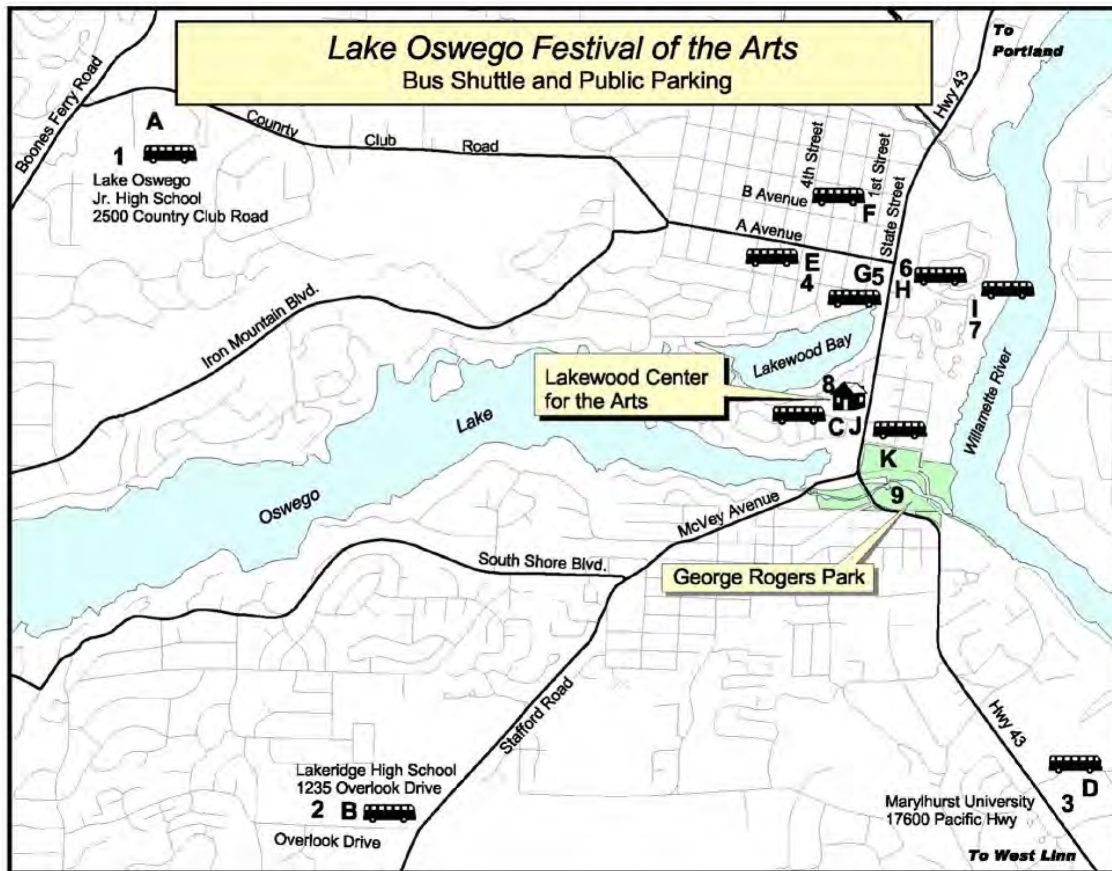 Lake Oswego Festival of the Arts
Bus Shuttle and Public Parking
To
Portland
Hwy 43
Boones Ferry Road
A
1
Lake Oswego
Jr. High School
2500 Country Club Road
Counrty
Club
Road
4th Street
1st Street
B Avenue
F
State Street
A Avenue
E
4
G5
6
H
I
7
Iron Mountain Blvd.
Lakewood Bay
Willamette River
Lakewood Center
for the Arts
8
C J
Lake
Oswego
K
9
McVey Avenue
South Shore Blvd.
George Rogers Park
Stafford Road
Hwy 43
Lakeridge High School
1235 Overlook Drive
2 B
Overlook Drive
D
3
Marylhurst University
17600 Pacific Hwy
To West Linn